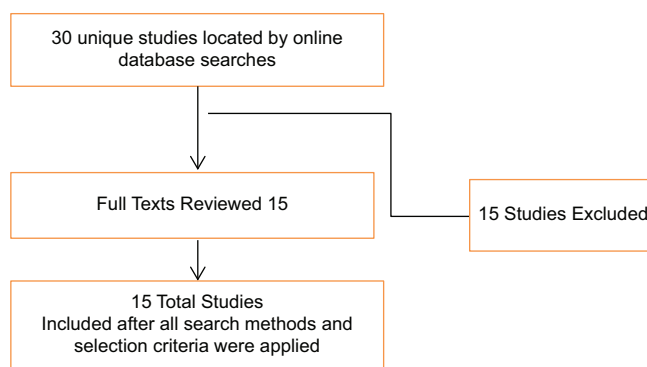 30 unique studies located by online
database searches
Full Texts Reviewed 15
15 Studies Excluded
15 Total Studies
Included after all search methods and
selection criteria were applied